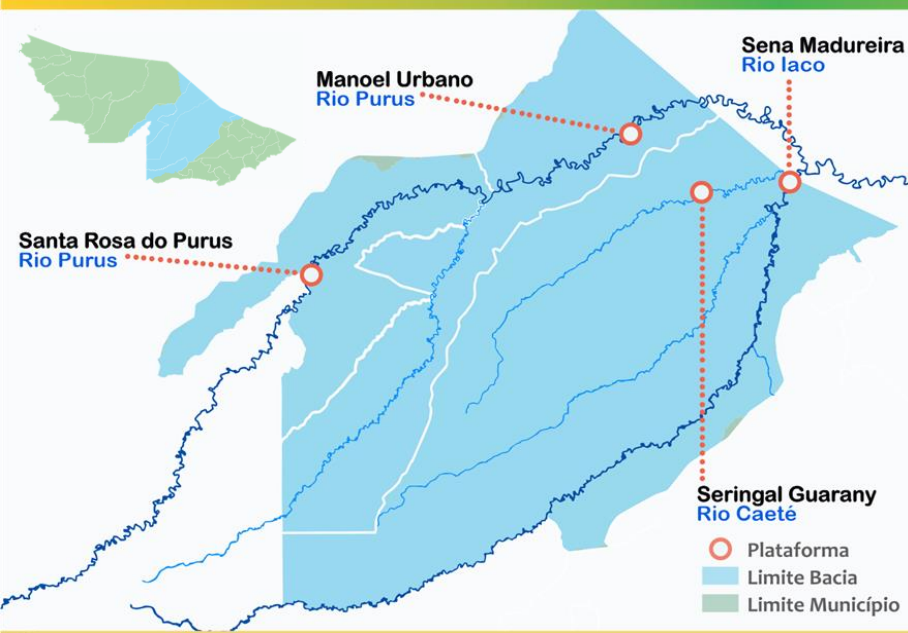 Sena Madureira
Rio Iaco
Manoel Urbano
Rio Purus
Santa Rosa do Purus
Rio Purus
Seringal Guarany
Rio Caeté
Plataforma
Limite Bacia
Limite Município